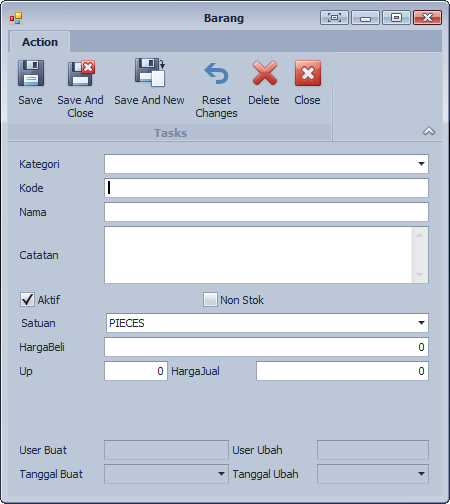 Barang
Action
Save
Save And Close
Save And New
Reset Changes
Delete
Close
Tasks
Kategori
Kode
Nama
Catatan
Aktif Non Stok
Satuan PIECES
HargaBeli 0
Up 0 HargaJual 0
User Buat User Ubah
Tanggal Buat Tanggal Ubah